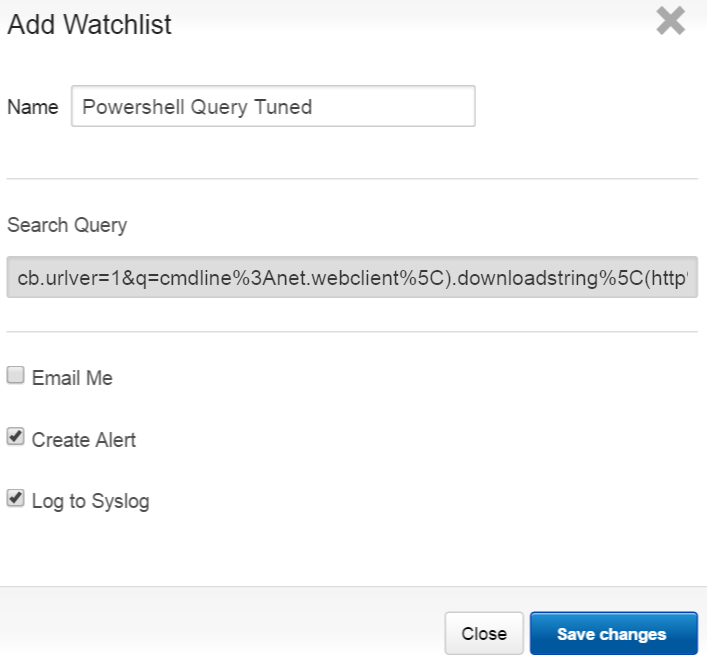 Add Watchlist
Name Powershell Query Tuned
Search Query
cb.urlver=1&q=cmdline%3Anet.webclient%5C).downloadstring%5C(http
Email Me
Create Alert
Log to Syslog
Close Save changes